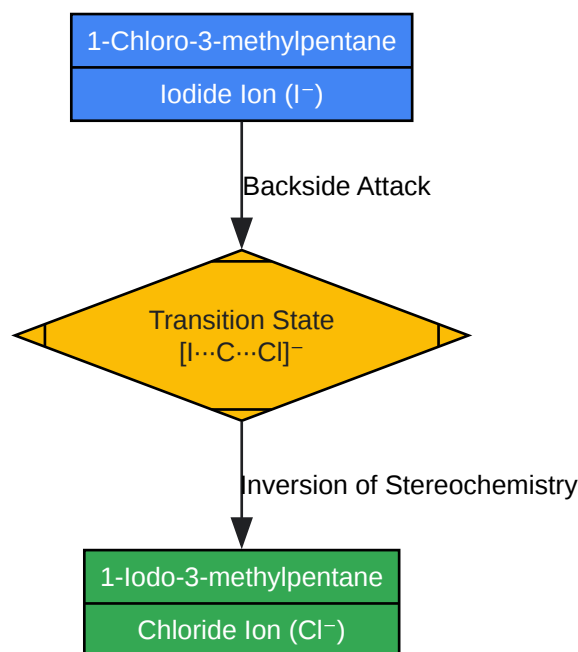 1-Chloro-3-methylpentane
Iodide Ion (I⁻)
Backside Attack
Transition State
[I···C···Cl]⁻
Inversion of Stereochemistry
1-Iodo-3-methylpentane
Chloride Ion (Cl⁻)